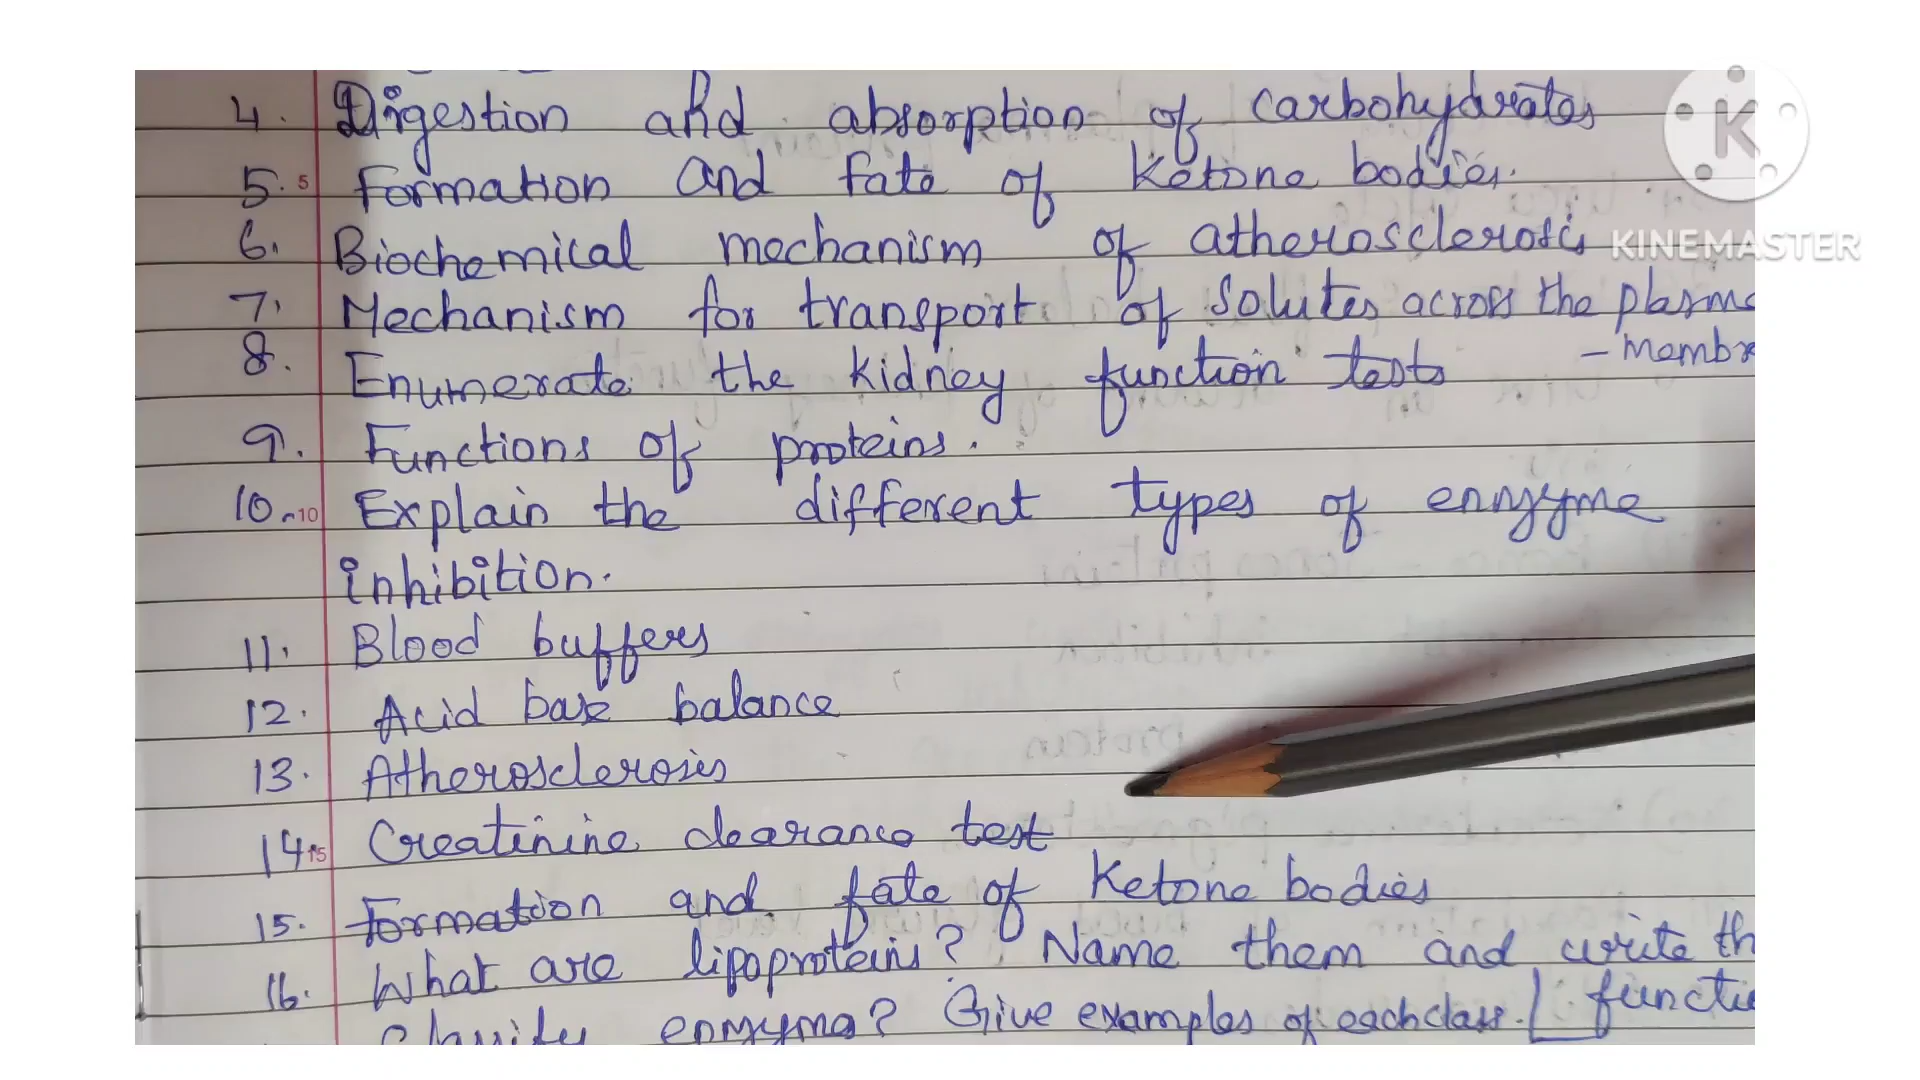 4. Digestion and absorption of carbohydrates
5. 5 Formation and fate of Ketone bodies.
6. Biochemical mechanism of atherosclerosis
KINEMASTER
7. Mechanism for transport of solutes across the plasma
- membr
8. Enumerate the kidney function tests
9. Functions of proteins.
10. 10 Explain the different types of enzyme
inhibition.
11. Blood buffers
12. Acid base balance
13. Atherosclerosis
14. 15 Creatinine clearance test
15. Formation and fate of Ketone bodies
16. What are lipoproteins? Name them and write th
functi
Classify enzyme? Give examples of each class.